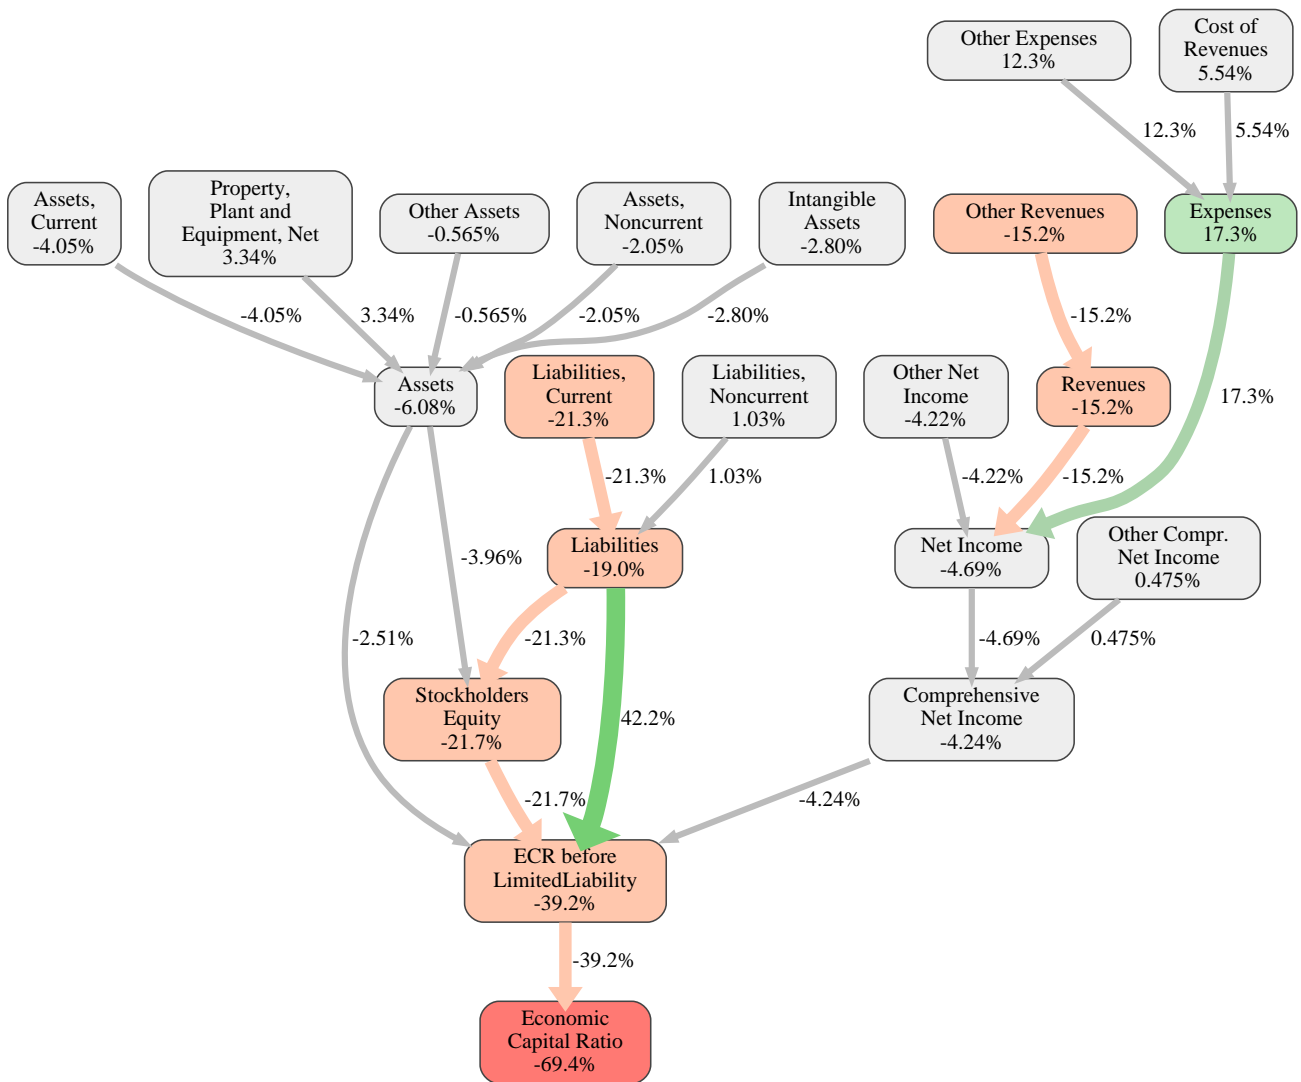 Other Expenses
12.3%
Cost of
Revenues
5.54%
12.3%
5.54%
Assets,
Current
-4.05%
Property,
Plant and
Equipment, Net
3.34%
Other Assets
-0.565%
Assets,
Noncurrent
-2.05%
Intangible
Assets
-2.80%
Other Revenues
-15.2%
Expenses
17.3%
-4.05%
3.34%
-0.565%
-2.05%
-2.80%
-15.2%
17.3%
Assets
-6.08%
Liabilities,
Current
-21.3%
Liabilities,
Noncurrent
1.03%
Other Net
Income
-4.22%
Revenues
-15.2%
-21.3%
1.03%
-4.22%
-15.2%
-3.96%
Liabilities
-19.0%
Net Income
-4.69%
Other Compr.
Net Income
0.475%
-2.51%
-21.3%
42.2%
-4.69%
0.475%
Stockholders
Equity
-21.7%
Comprehensive
Net Income
-4.24%
-21.7%
-4.24%
ECR before
LimitedLiability
-39.2%
-39.2%
Economic
Capital Ratio
-69.4%